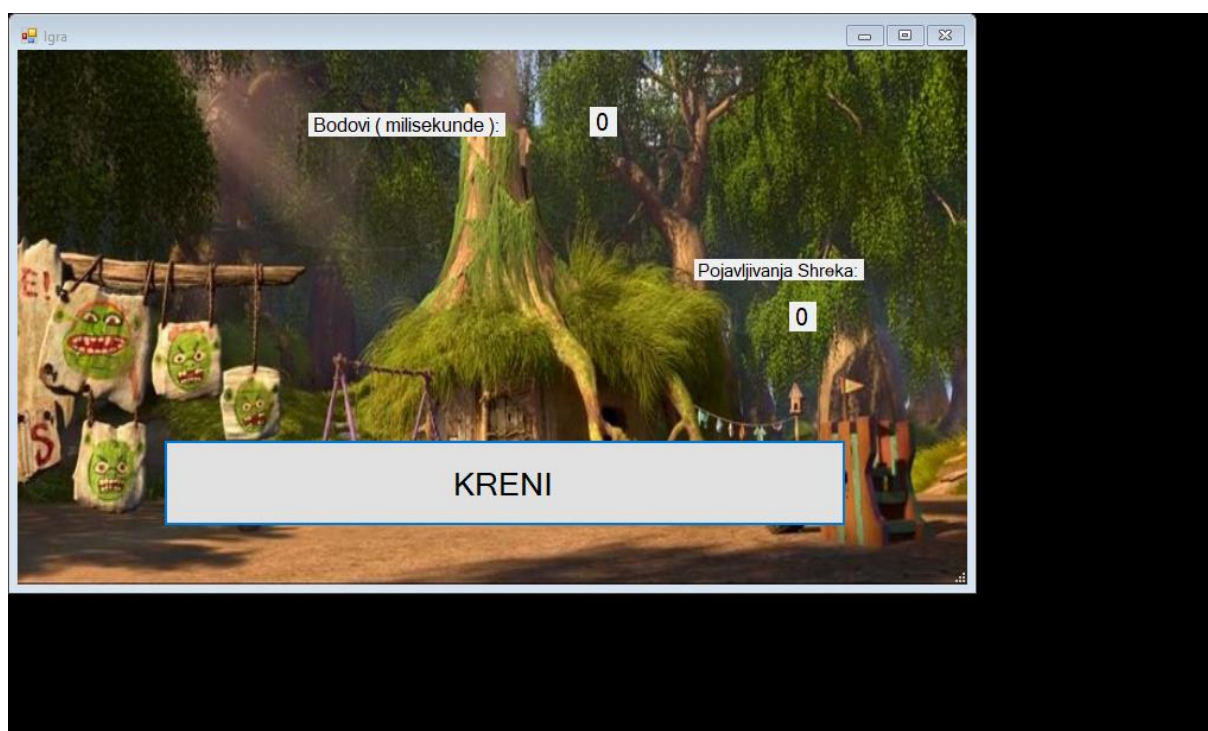 Igra
Bodovi ( milisekunde ):
0
Pojavljivanja Shreka:
0
E!
S
KRENI